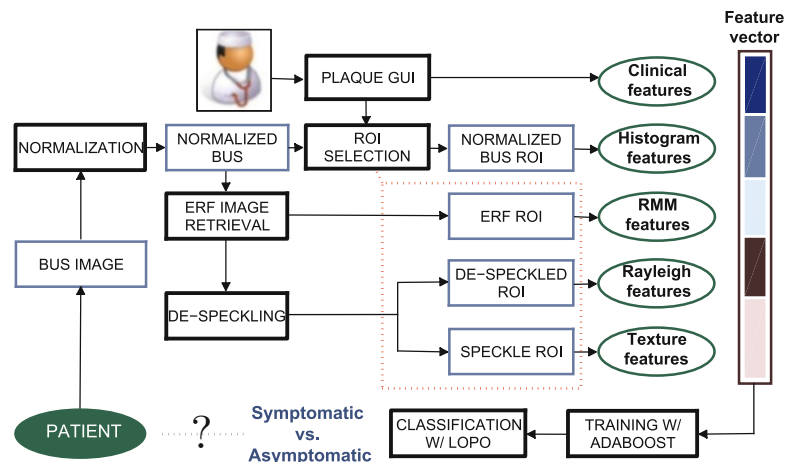 Feature
vector
PLAQUE GUI
Clinical
features
NORMALIZATION
NORMALIZED
BUS
ROI
SELECTION
NORMALIZED
BUS ROI
Histogram
features
ERF IMAGE
RETRIEVAL
ERF ROI
RMM
features
BUS IMAGE
DE-SPECKLED
ROI
Rayleigh
features
DE-SPECKLING
SPECKLE ROI
Texture
features
PATIENT
?
Symptomatic
vs.
Asymptomatic
CLASSIFICATION
W/ LOPO
TRAINING W/
ADABOOST